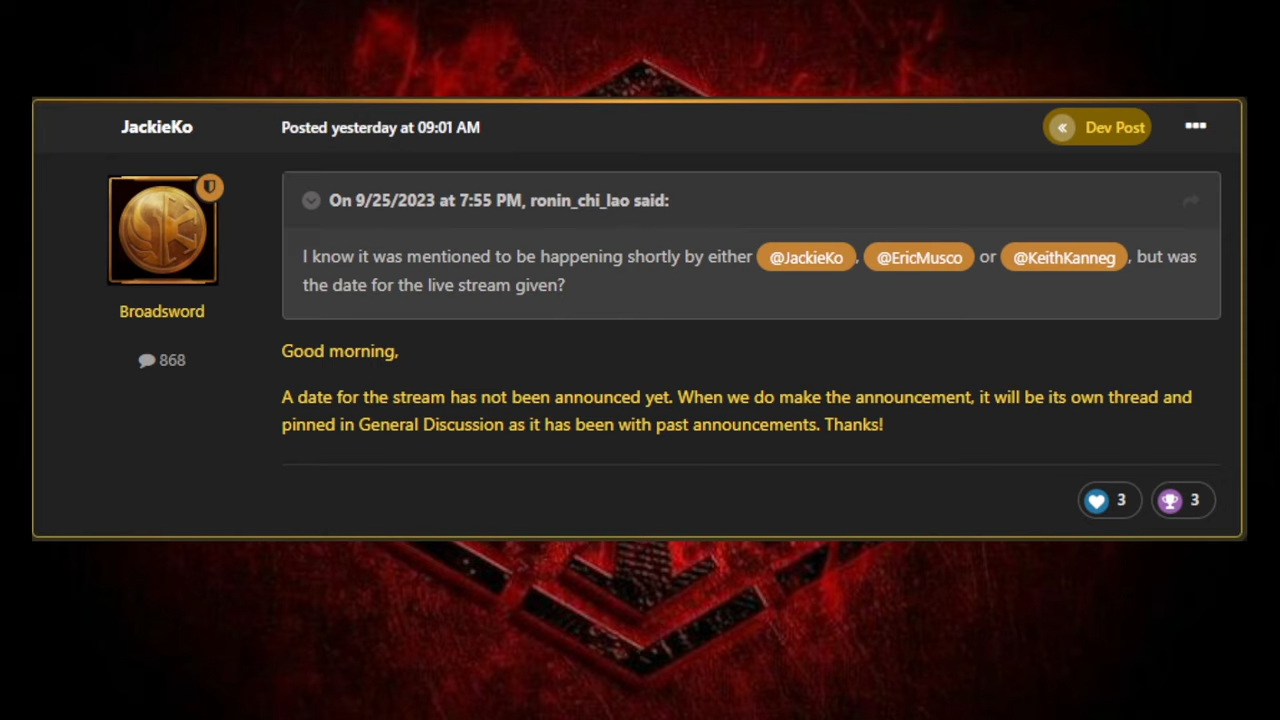 JackieKo
Posted yesterday at 09:01 AM
Dev Post
On 9/25/2023 at 7:55 PM, ronin_chi_lao said:
I know it was mentioned to be happening shortly by either @JackieKo, @EricMusco or @KeithKanneg, but was
the date for the live stream given?
Broadsword
868
Good morning,
A date for the stream has not been announced yet. When we do make the announcement, it will be its own thread and
pinned in General Discussion as it has been with past announcements. Thanks!
3
3